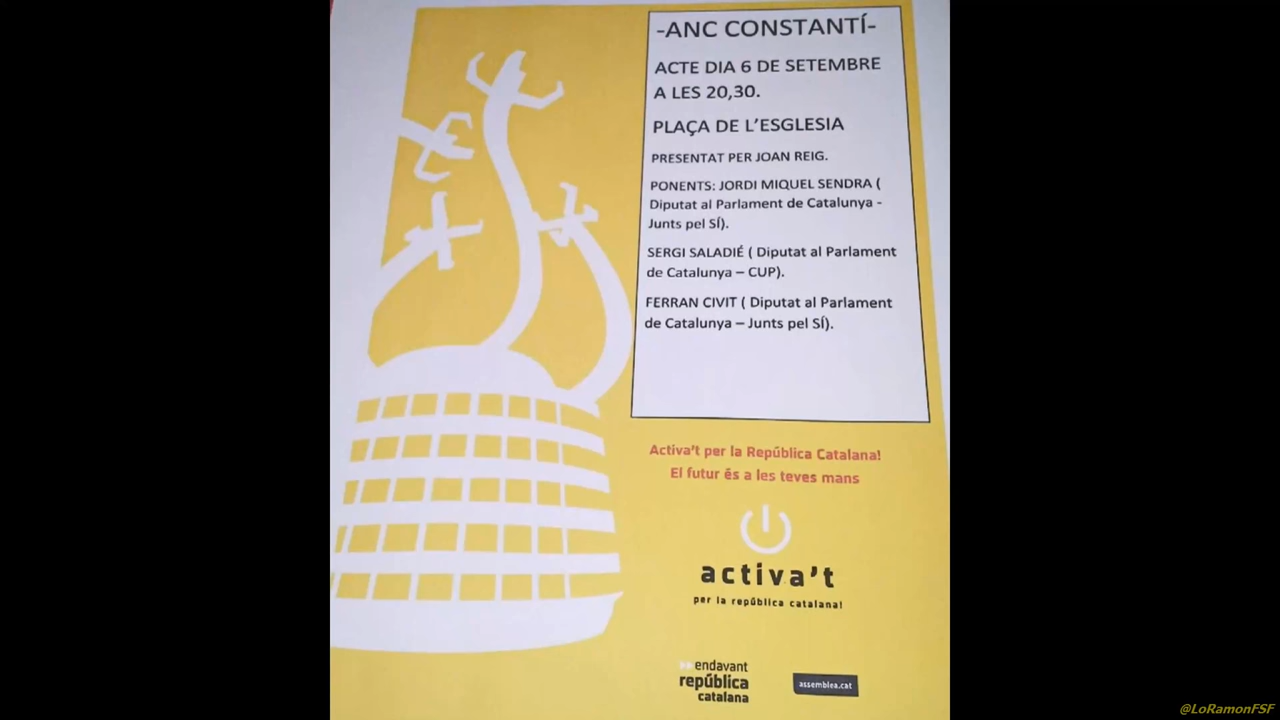 -ANC CONSTANTÍ-
ACTE DIA 6 DE SETEMBRE
A LES 20,30.
PLAÇA DE L'ESGLESIA
PRESENTAT PER JOAN REIG.
PONENTS: JORDI MIQUEL SENDRA (
Diputat al Parlament de Catalunya -
Junts pel SÍ).
SERGI SALADIÉ ( Diputat al Parlament
de Catalunya – CUP).
FERRAN CIVIT ( Diputat al Parlament
de Catalunya – Junts pel SÍ).
Activa't per la República Catalana!
El futur és a les teves mans
activa't
per la república catalana!
endavant
república
catalana
assemblea.cat
@LoRamonFSF